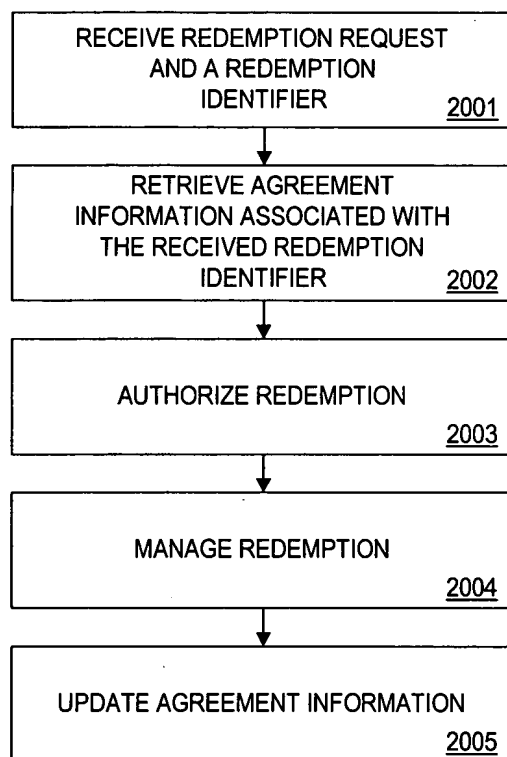 RECEIVE REDEMPTION REQUEST
AND A REDEMPTION
IDENTIFIER
2001
RETRIEVE AGREEMENT
INFORMATION ASSOCIATED WITH
THE RECEIVED REDEMPTION
IDENTIFIER
2002
AUTHORIZE REDEMPTION
2003
MANAGE REDEMPTION
2004
UPDATE AGREEMENT INFORMATION
2005